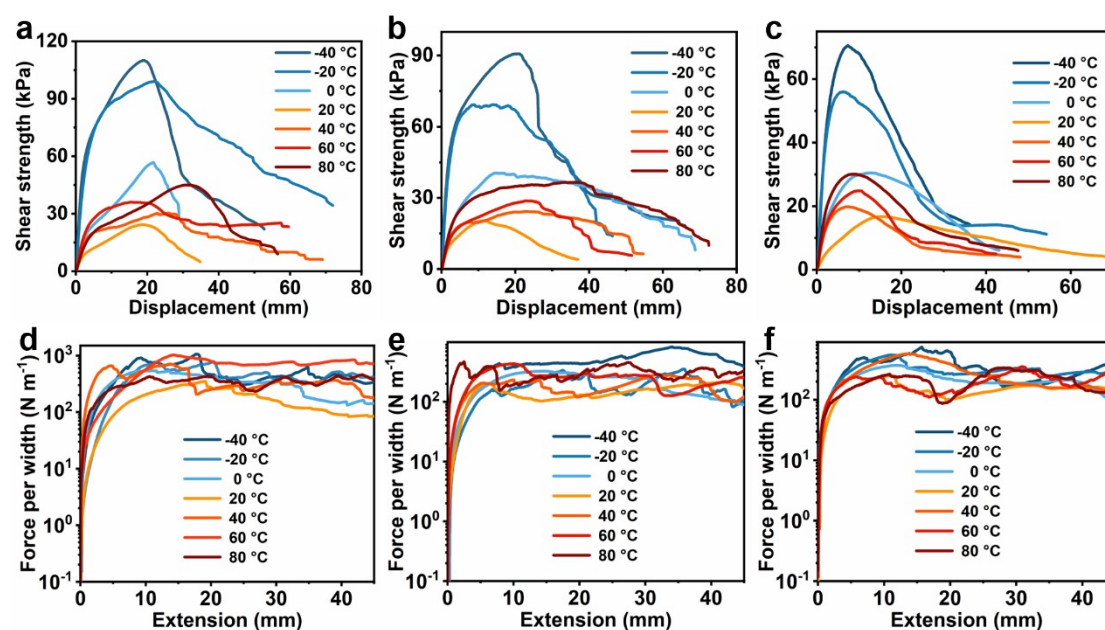 a
Shear strength (kPa)
120
90
60
30
0
0 20 40 60 80
Displacement (mm)
-40 °C
-20 °C
0 °C
20 °C
40 °C
60 °C
80 °C
b
Shear strength (kPa)
90
60
30
0
0 20 40 60 80
Displacement (mm)
-40 °C
-20 °C
0 °C
20 °C
40 °C
60 °C
80 °C
c
Shear strength (kPa)
60
40
20
0
0 20 40 60
Displacement (mm)
-40 °C
-20 °C
0 °C
20 °C
40 °C
60 °C
80 °C
d
Force per width (N m⁻¹)
10³
10²
10¹
10⁰
10⁻¹
0 10 20 30 40
Extension (mm)
-40 °C
-20 °C
0 °C
20 °C
40 °C
60 °C
80 °C
e
Force per width (N m⁻¹)
10²
10¹
10⁰
10⁻¹
0 10 20 30 40
Extension (mm)
-40 °C
-20 °C
0 °C
20 °C
40 °C
60 °C
80 °C
f
Force per width (N m⁻¹)
10²
10¹
10⁰
10⁻¹
0 10 20 30 40
Extension (mm)
-40 °C
-20 °C
0 °C
20 °C
40 °C
60 °C
80 °C